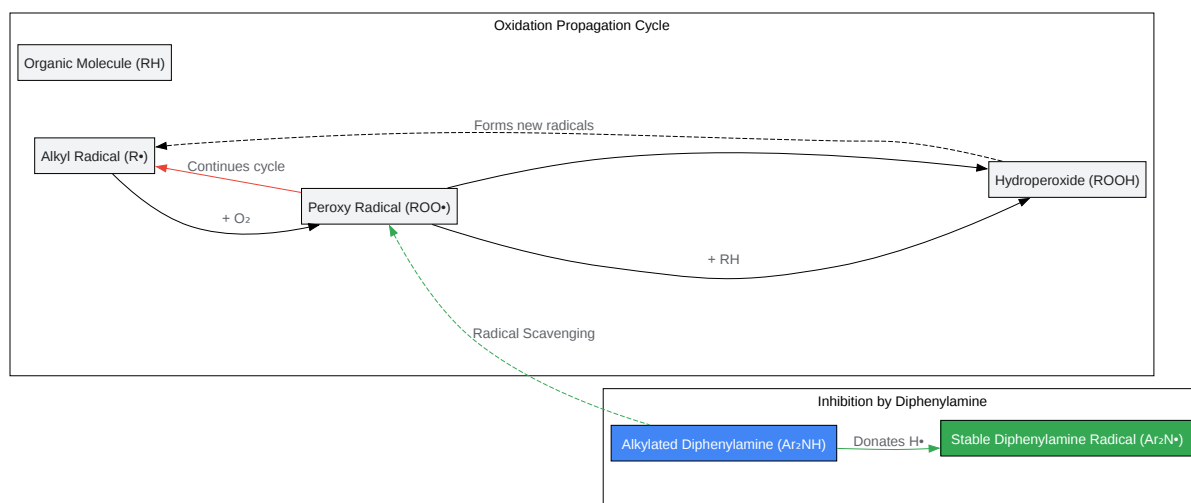 Oxidation Propagation Cycle
Organic Molecule (RH)
Forms new radicals
Alkyl Radical (R•)
Continues cycle
Hydroperoxide (ROOH)
Peroxy Radical (ROO•)
+ O₂
+ RH
Radical Scavenging
Inhibition by Diphenylamine
Alkylated Diphenylamine (Ar₂NH)
Donates H•
Stable Diphenylamine Radical (Ar₂N•)